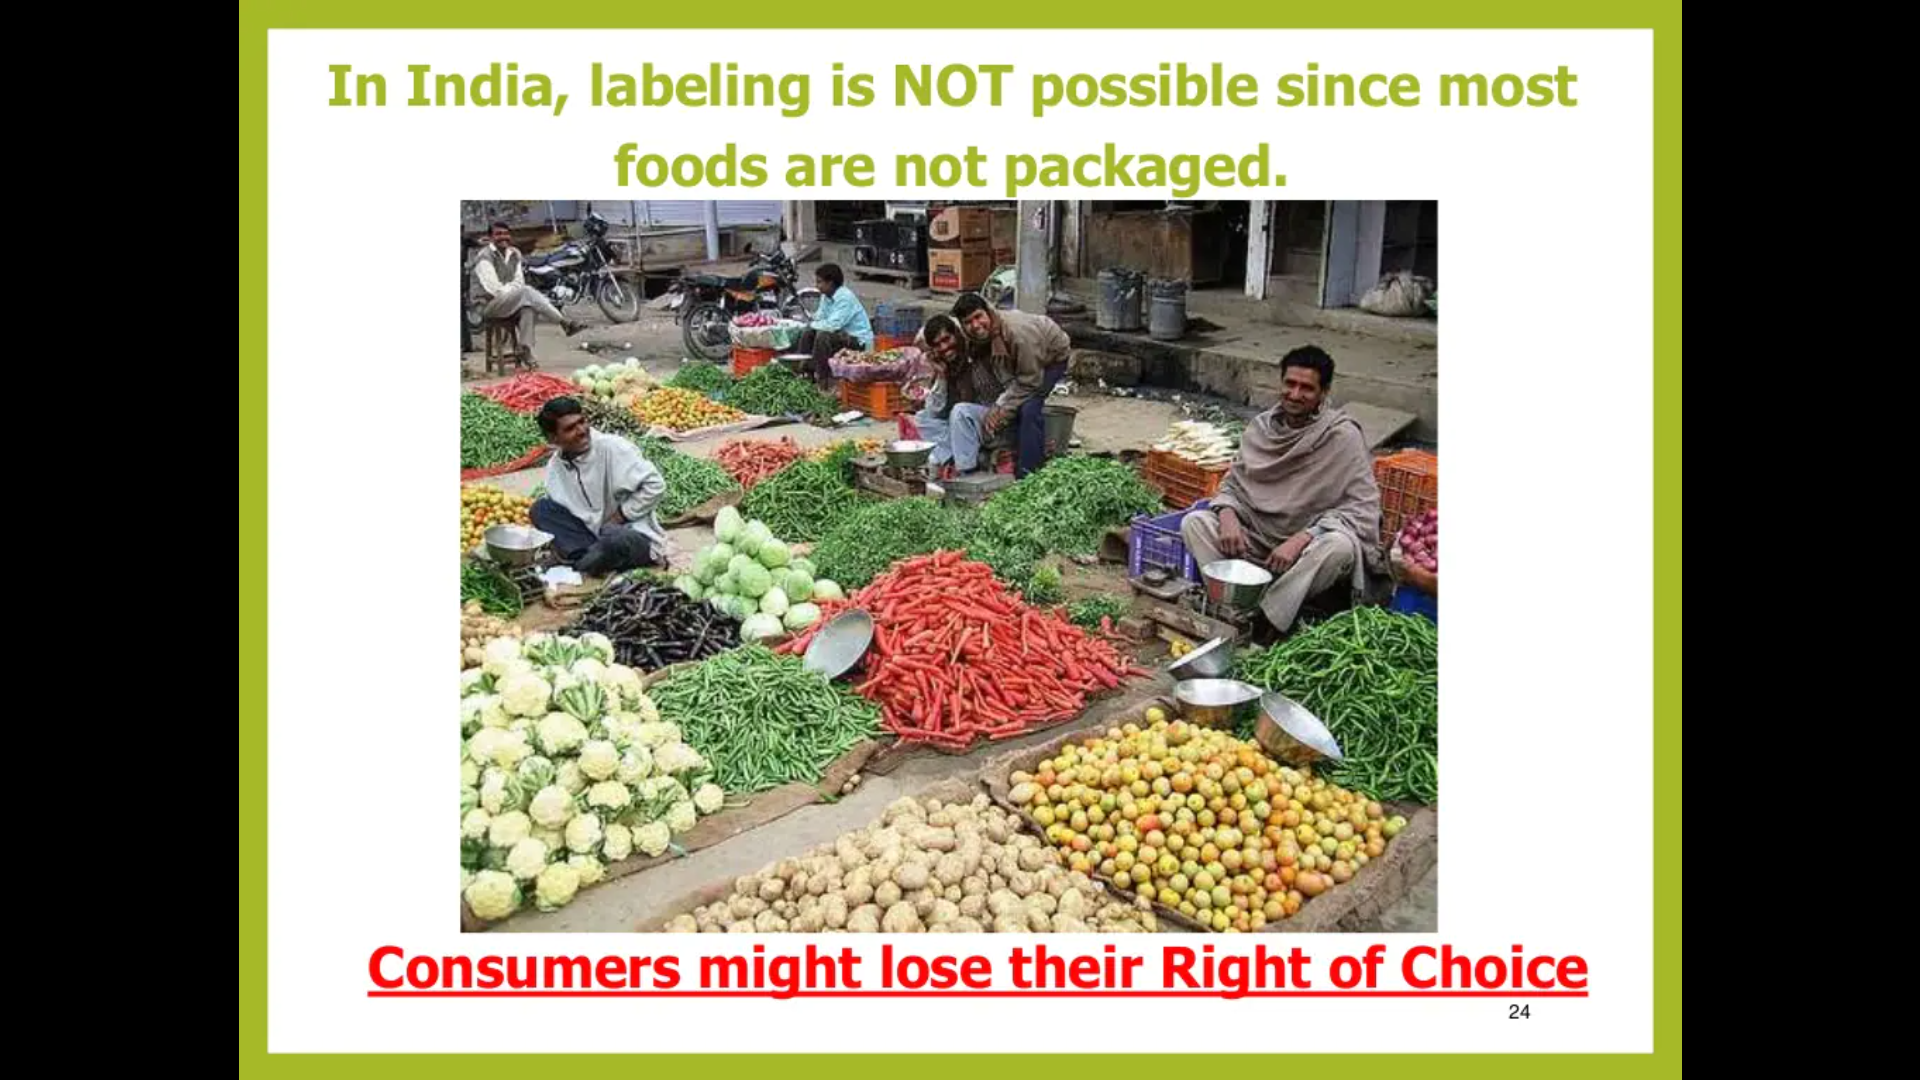 In India, labeling is NOT possible since most
foods are not packaged.
Consumers might lose their Right of Choice
24